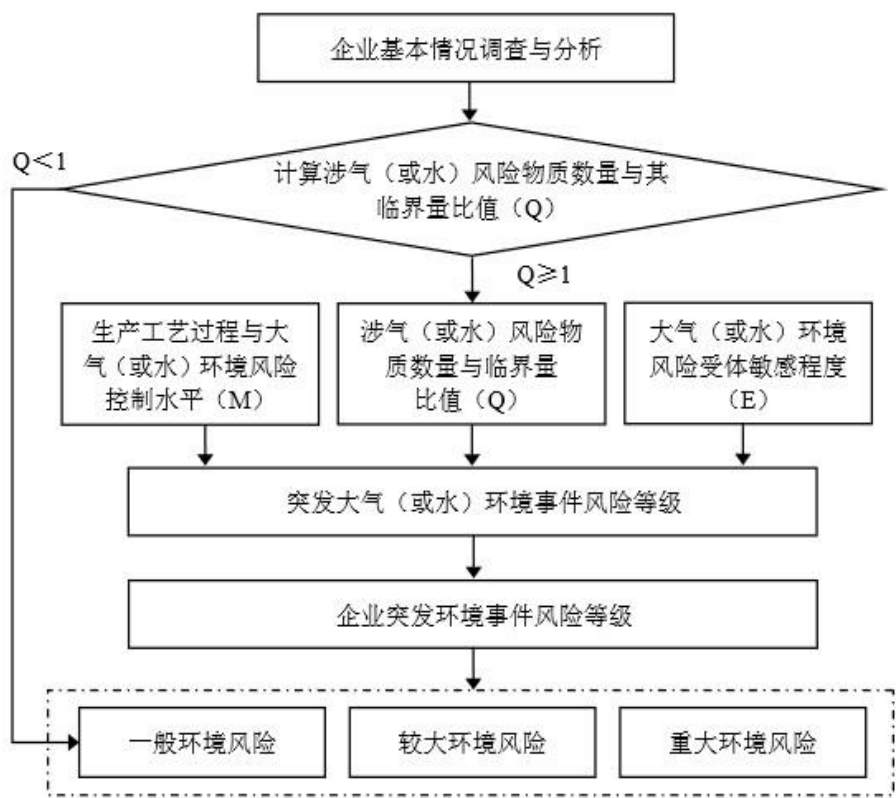 企业基本情况调查与分析
Q＜1
计算涉气（或水）风险物质数量与其
临界量比值（Q）
Q≥1
生产工艺过程与大
气（或水）环境风险
控制水平（M）
涉气（或水）风险物
质数量与临界量
比值（Q）
大气（或水）环境
风险受体敏感程度
（E）
突发大气（或水）环境事件风险等级
企业突发环境事件风险等级
一般环境风险
较大环境风险
重大环境风险